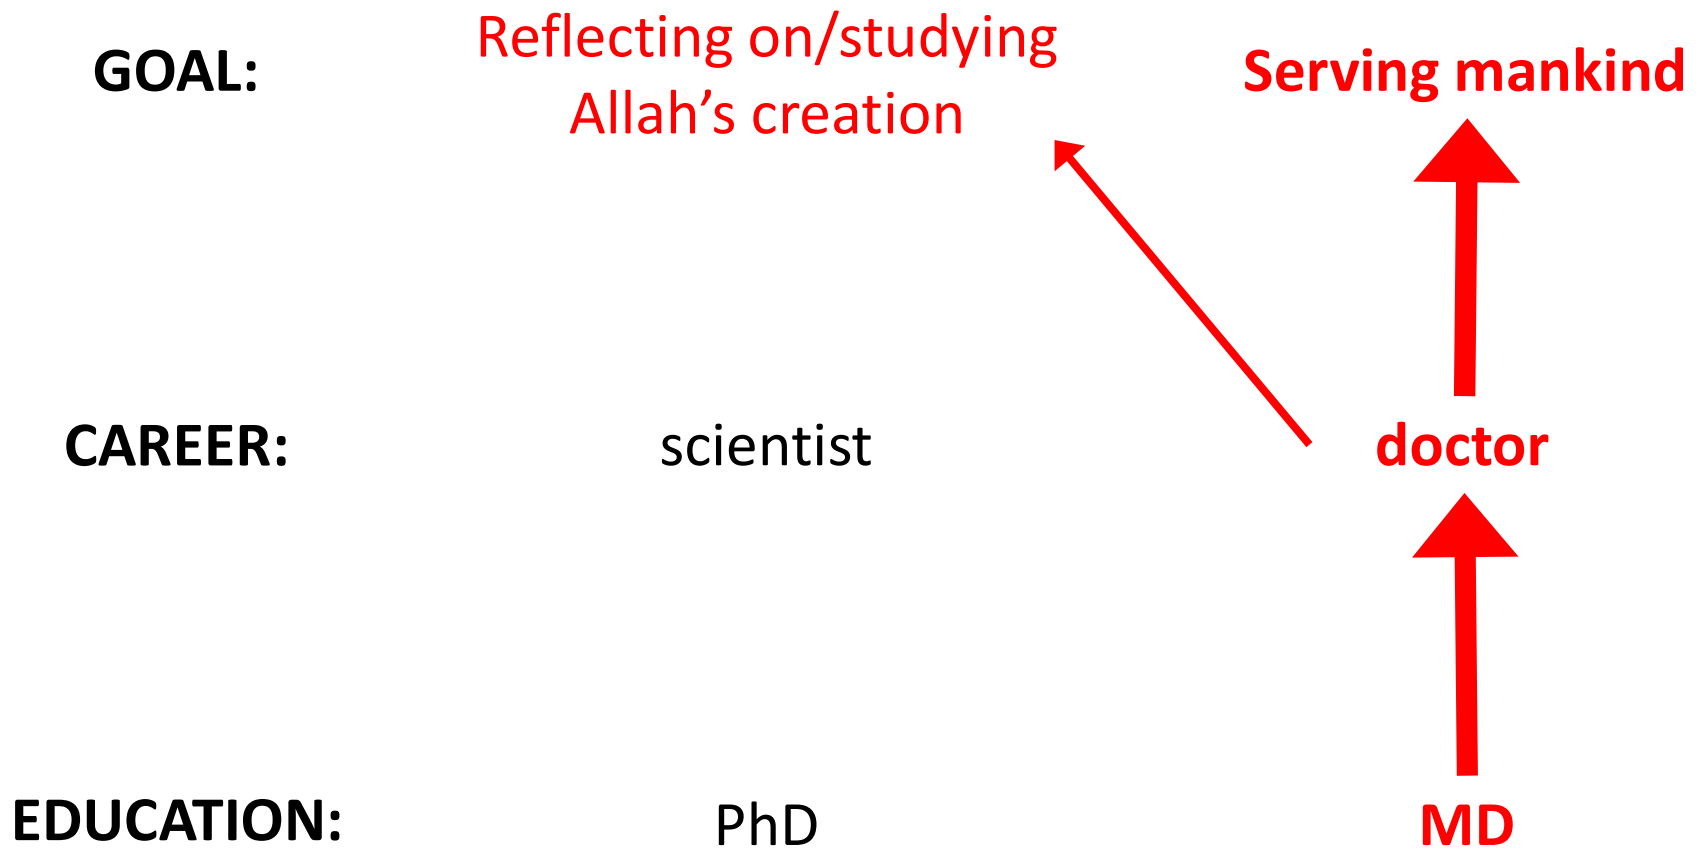 GOAL:
Reflecting on/studying
Allah’s creation
Serving mankind
CAREER:
scientist
doctor
EDUCATION:
PhD
MD